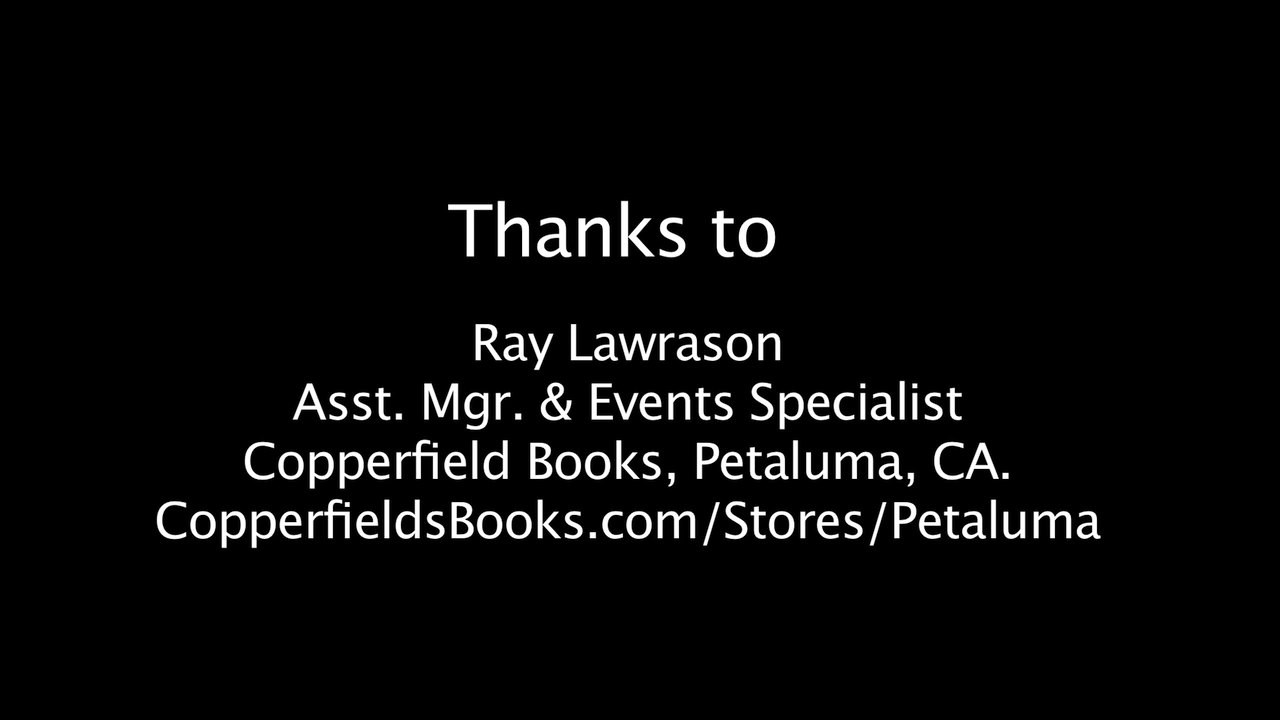 Thanks to
Ray Lawrason
Asst. Mgr. & Events Specialist
Copperfield Books, Petaluma, CA.
CopperfieldsBooks.com/Stores/Petaluma